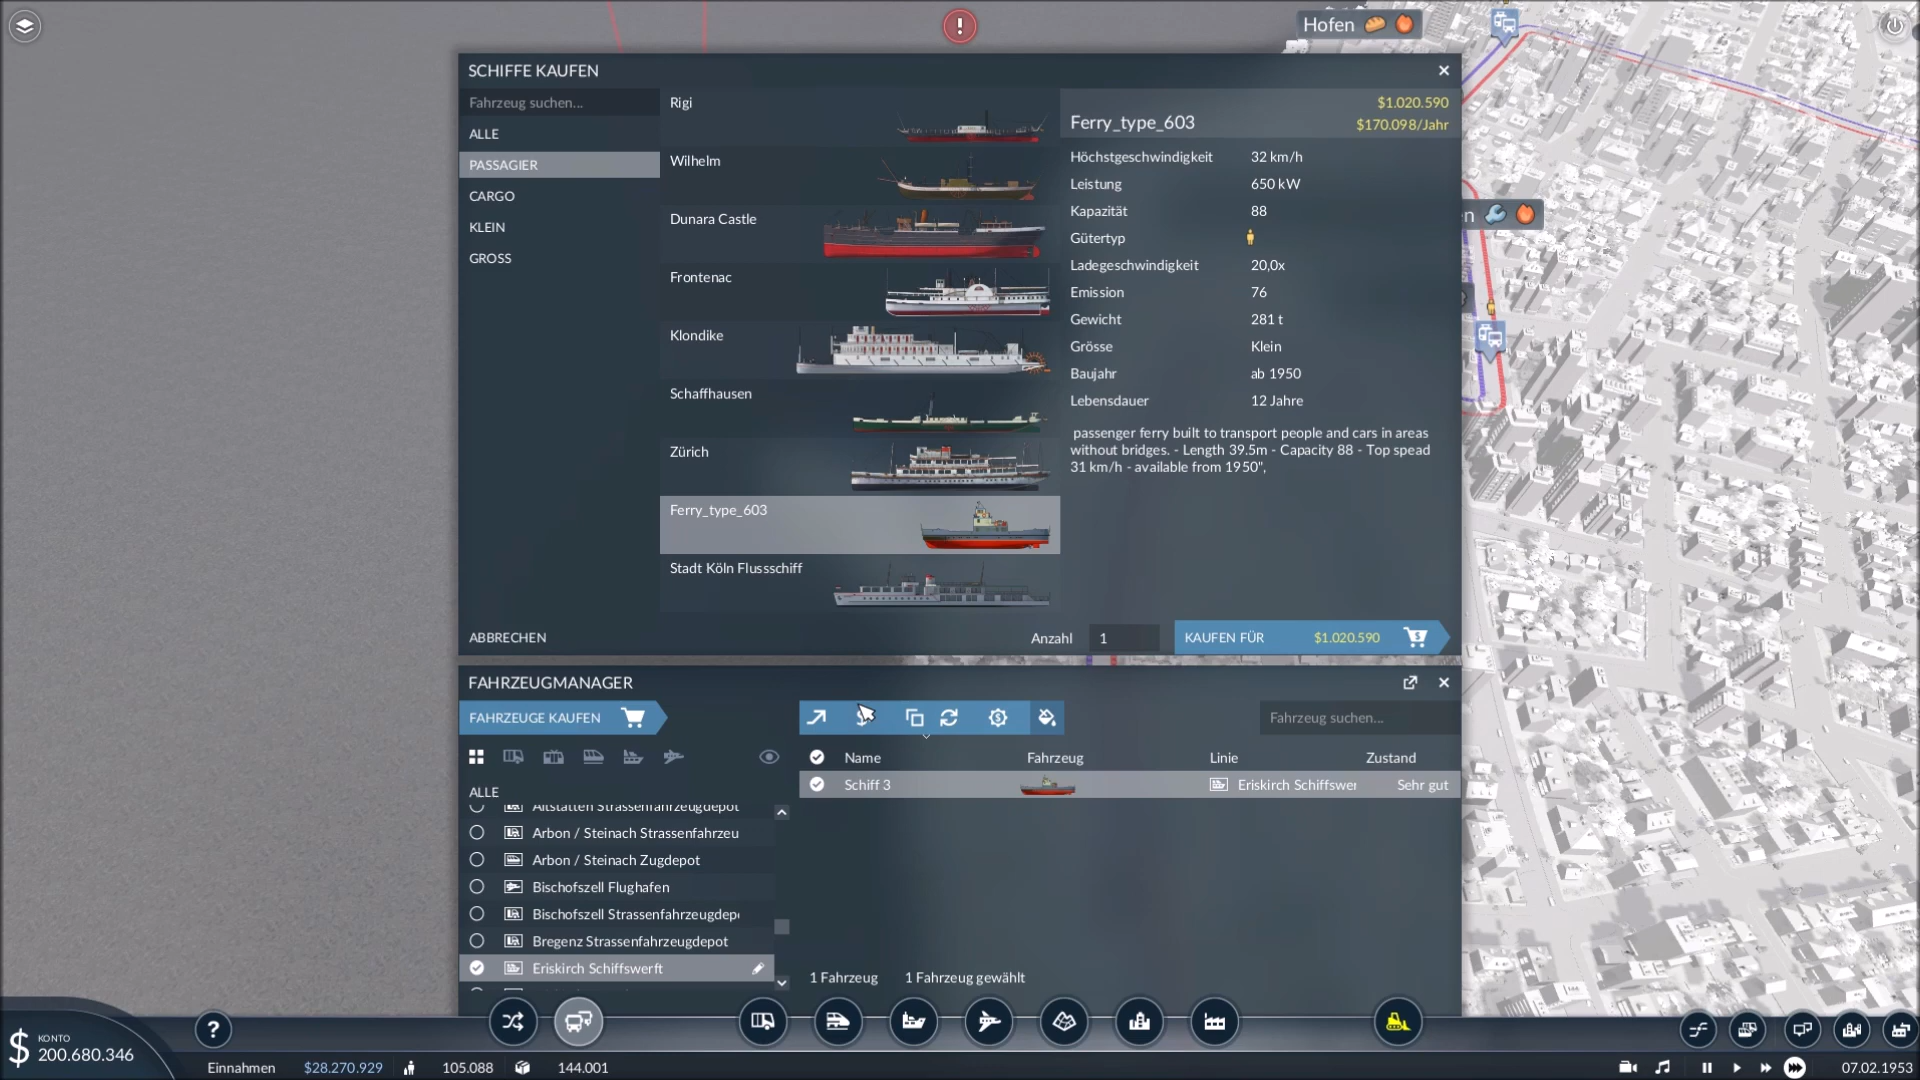 Hofen
SCHIFFE KAUFEN
Fahrzeug suchen...
ALLE
PASSAGIER
CARGO
KLEIN
GROSS
Rigi
Wilhelm
Dunara Castle
Frontenac
Klondike
Schaffhausen
Zürich
Ferry_type_603
Stadt Köln Flussschiff
$1.020.590
Ferry_type_603
$170.098/Jahr
Höchstgeschwindigkeit 32 km/h
Leistung 650 kW
Kapazität 88
Gütertyp
Ladegeschwindigkeit 20,0x
Emission 76
Gewicht 281 t
Grösse Klein
Baujahr ab 1950
Lebensdauer 12 Jahre
passenger ferry built to transport people and cars in areas
without bridges. - Length 39.5m - Capacity 88 - Top spead
31 km/h - available from 1950",
en
ABBRECHEN
Anzahl 1
KAUFEN FÜR $1.020.590
FAHRZEUGMANAGER
FAHRZEUGE KAUFEN
Fahrzeug suchen...
Name Fahrzeug Linie Zustand
Schiff 3 Eriskirch Schiffswer Sehr gut
ALLE
Altstätten Strassenfahrzeugdepot
Arbon / Steinach Strassenfahrzeu
Arbon / Steinach Zugdepot
Bischofszell Flughafen
Bischofszell Strassenfahrzeugdep
Bregenz Strassenfahrzeugdepot
Eriskirch Schiffswerft
1 Fahrzeug 1 Fahrzeug gewählt
KONTO
$ 200.680.346
?
Einnahmen $28.270.929 105.088 144.001
07.02.1953